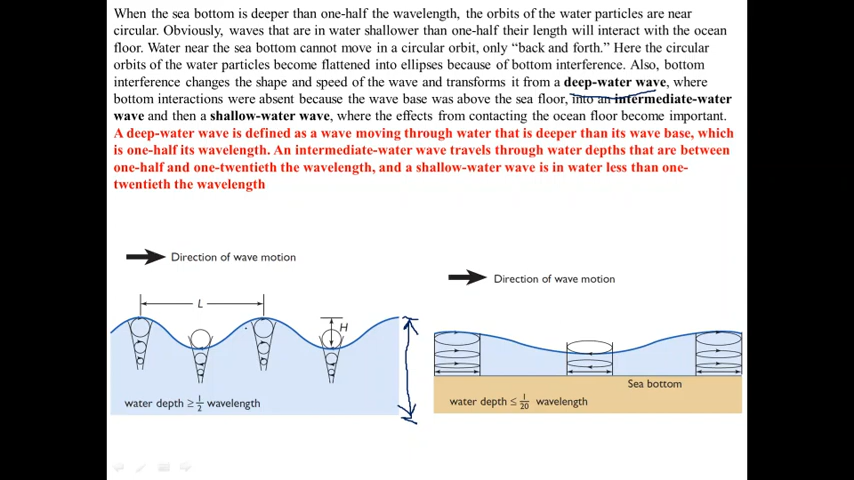 When the sea bottom is deeper than one-half the wavelength, the orbits of the water particles are near
circular. Obviously, waves that are in water shallower than one-half their length will interact with the ocean
floor. Water near the sea bottom cannot move in a circular orbit, only “back and forth.” Here the circular
orbits of the water particles become flattened into ellipses because of bottom interference. Also, bottom
interference changes the shape and speed of the wave and transforms it from a deep-water wave, where
bottom interactions were absent because the wave base was above the sea floor, into an intermediate-water
wave and then a shallow-water wave, where the effects from contacting the ocean floor become important.
A deep-water wave is defined as a wave moving through water that is deeper than its wave base, which
is one-half its wavelength. An intermediate-water wave travels through water depths that are between
one-half and one-twentieth the wavelength, and a shallow-water wave is in water less than one-
twentieth the wavelength
Direction of wave motion
L
H
water depth ≥ 1/2 wavelength
Direction of wave motion
Sea bottom
water depth ≤ 1/20 wavelength